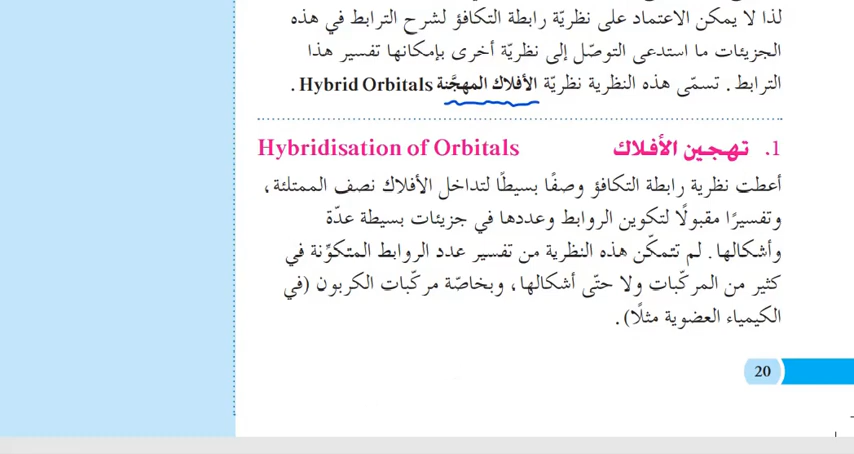 لذا لا يمكن الاعتماد على نظريّة رابطة التكافؤ لشرح الترابط في هذه
الجزيئات ما استدعى التوصّل إلى نظريّة أخرى بإمكانها تفسير هذا
الترابط. تسمّى هذه النظرية نظريّة الأفلاك المهجَّنة Hybrid Orbitals.
1. تهجين الأفلاك Hybridisation of Orbitals
أعطت نظرية رابطة التكافؤ وصفًا بسيطًا لتداخل الأفلاك نصف الممتلئة،
وتفسيرًا مقبولًا لتكوين الروابط وعددها في جزيئات بسيطة عدّة
وأشكالها. لم تتمكّن هذه النظرية من تفسير عدد الروابط المتكوِّنة في
كثير من المركّبات ولا حتّى أشكالها، وبخاصّة مركّبات الكربون (في
الكيمياء العضوية مثلًا).
20